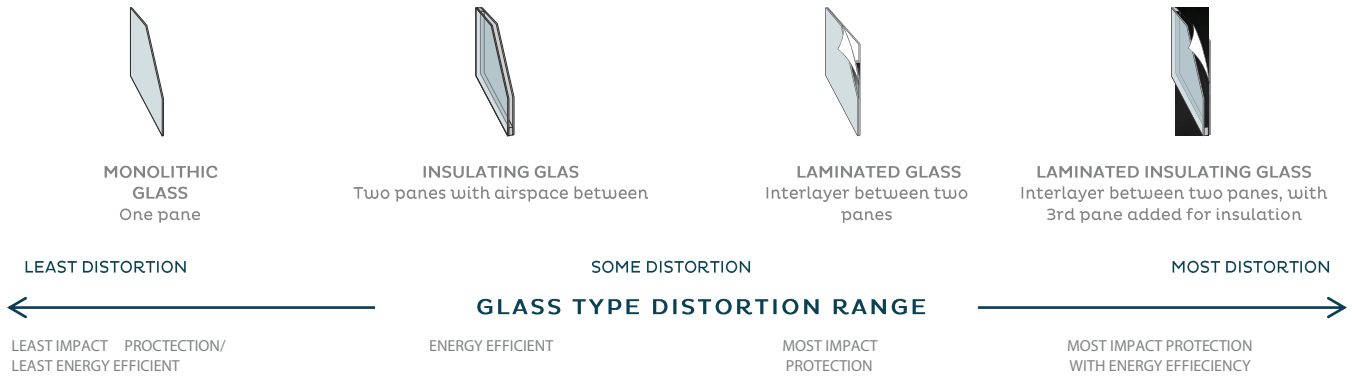 MONOLITHIC
GLASS
One pane
INSULATING GLAS
Two panes with airspace between
LAMINATED GLASS
Interlayer between two
panes
LAMINATED INSULATING GLASS
Interlayer between two panes, with
3rd pane added for insulation
LEAST DISTORTION
SOME DISTORTION
MOST DISTORTION
GLASS TYPE DISTORTION RANGE
LEAST IMPACT PROCTECTION/
LEAST ENERGY EFFICIENT
ENERGY EFFICIENT
MOST IMPACT
PROTECTION
MOST IMPACT PROTECTION
WITH ENERGY EFFIECIENCY